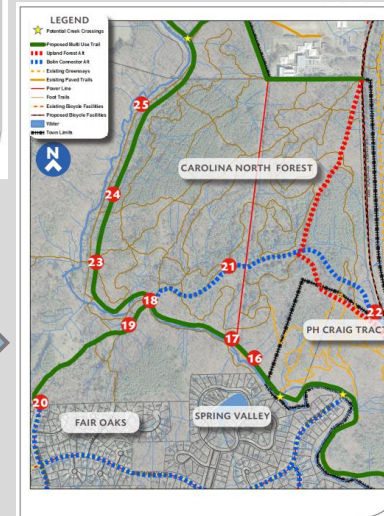 LEGEND
Potential Creek Crossings
Proposed Multi Use Trail
Upland Forest Alt
Bolin Connector Alt
Existing Greenways
Existing Paved Trails
Power Line
Foot Trails
Existing Bicycle Facilities
Proposed Bicycle Facilities
Water
Town Limits
N
25
CAROLINA NORTH FOREST
24
23
21
18
22
19
17
PH CRAIG TRACT
16
20
SPRING VALLEY
FAIR OAKS